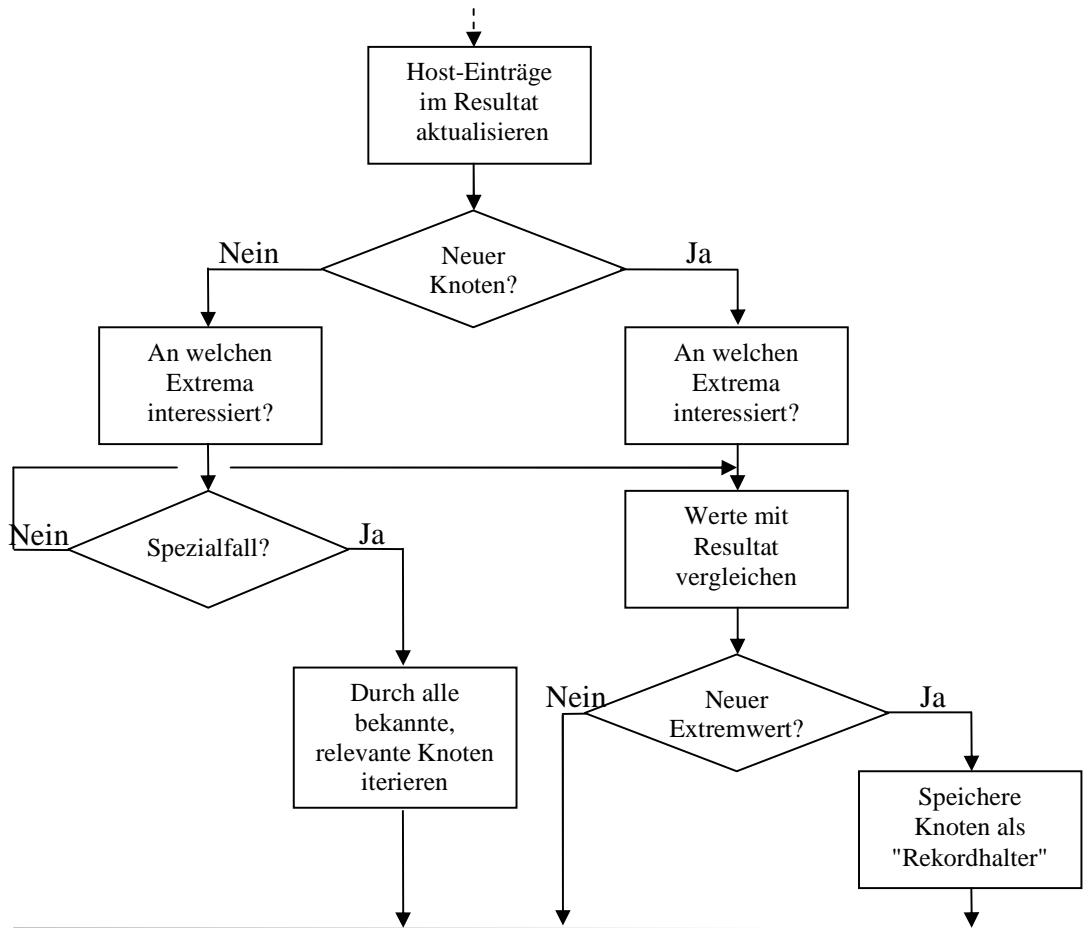 Host-Einträge
im Resultat
aktualisieren
Nein
Neuer
Knoten?
Ja
An welchen
Extrema
interessiert?
An welchen
Extrema
interessiert?
Nein
Spezialfall?
Ja
Werte mit
Resultat
vergleichen
Durch alle
bekannte,
relevante Knoten
iterieren
Nein
Neuer
Extremwert?
Ja
Speichere
Knoten als
"Rekordhalter"